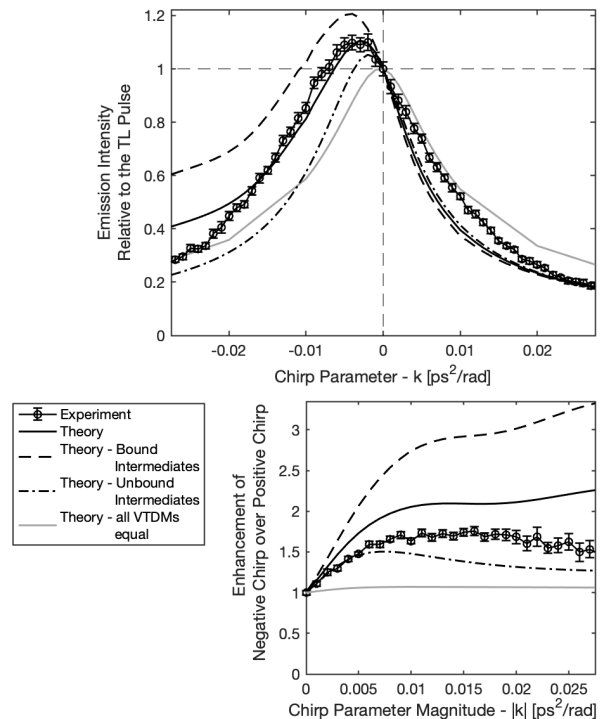 1.2
1
0.8
0.6
0.4
0.2
0
Emission Intensity
Relative to the TL Pulse
-0.02 -0.01 0 0.01 0.02
Chirp Parameter - k [ps²/rad]
Experiment
Theory
Theory - Bound
Intermediates
Theory - Unbound
Intermediates
Theory - all VTDMs
equal
3
2.5
2
1.5
1
0.5
0
Enhancement of
Negative Chirp over Positive Chirp
0 0.005 0.01 0.015 0.02 0.025
Chirp Parameter Magnitude - |k| [ps²/rad]